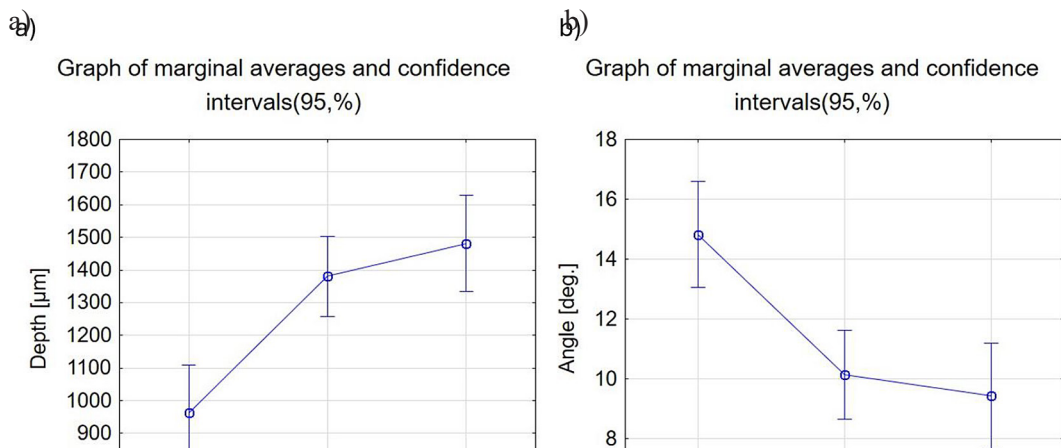 a) b)
a) b)
Graph of marginal averages and confidence
intervals(95,%)
1800
1700
1600
1500
1400
1300
1200
1100
1000
900
Depth [µm]
Graph of marginal averages and confidence
intervals(95,%)
18
16
14
12
10
8
Angle [deg.]